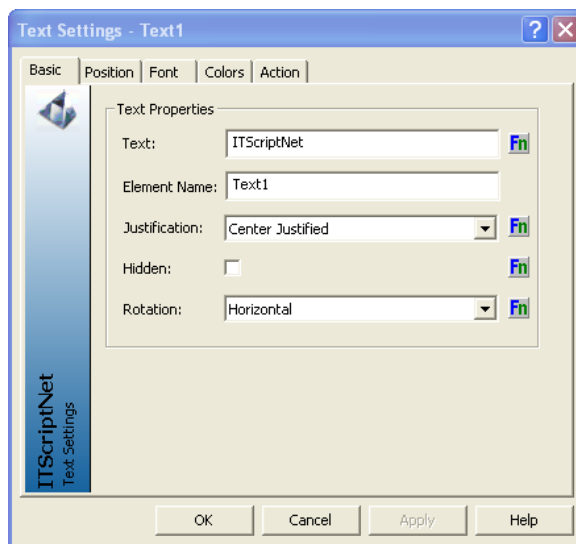 Text Settings - Text1
Basic Position Font Colors Action
Text Properties
Text: ITScriptNet Fn
Element Name: Text1
Justification: Center Justified Fn
Hidden: Fn
Rotation: Horizontal Fn
ITScriptNet
Text Settings
OK Cancel Apply Help